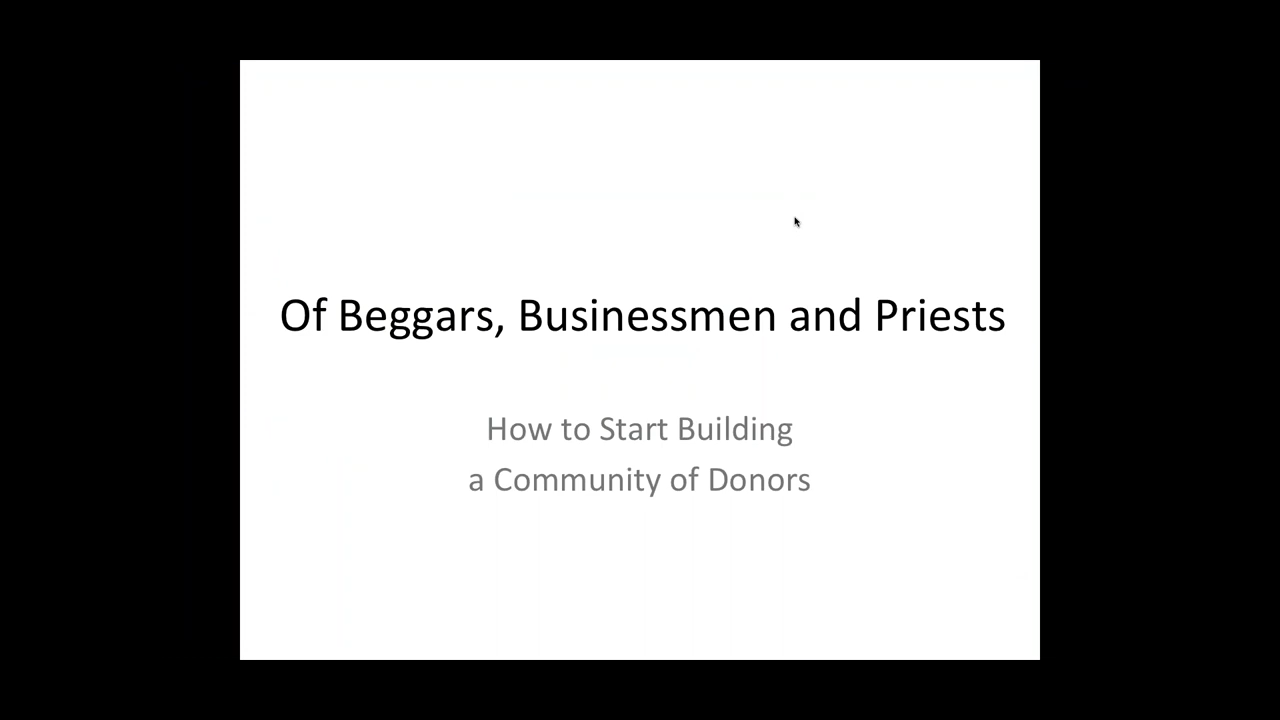 Of Beggars, Businessmen and Priests
How to Start Building
a Community of Donors